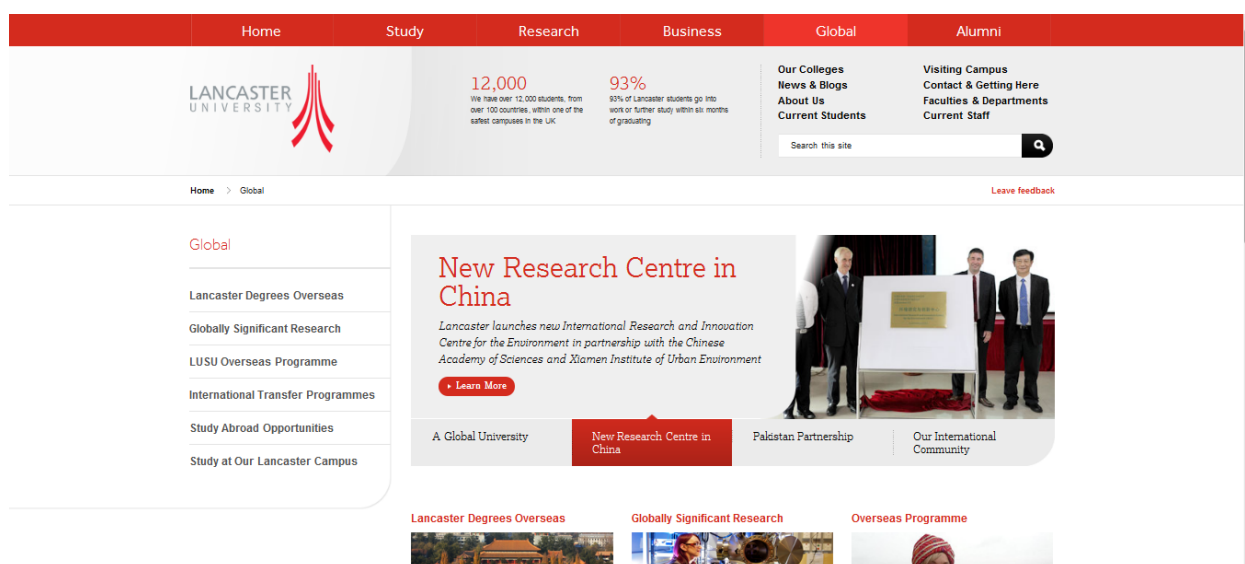 Home Study Research Business Global Alumni
LANCASTER
UNIVERSITY
12,000
We have over 12,000 students, from
over 100 countries, within one of the
safest campuses in the UK
93%
93% of Lancaster students go into
work or further study within six months
of graduating
Our Colleges
News & Blogs
About Us
Current Students
Visiting Campus
Contact & Getting Here
Faculties & Departments
Current Staff
Search this site
Home > Global
Leave feedback
Global
Lancaster Degrees Overseas
Globally Significant Research
LUSU Overseas Programme
International Transfer Programmes
Study Abroad Opportunities
Study at Our Lancaster Campus
New Research Centre in
China
Lancaster launches new International Research and Innovation
Centre for the Environment in partnership with the Chinese
Academy of Sciences and Xiamen Institute of Urban Environment
Learn More
A Global University
New Research Centre in
China
Pakistan Partnership
Our International
Community
Lancaster Degrees Overseas
Globally Significant Research
Overseas Programme